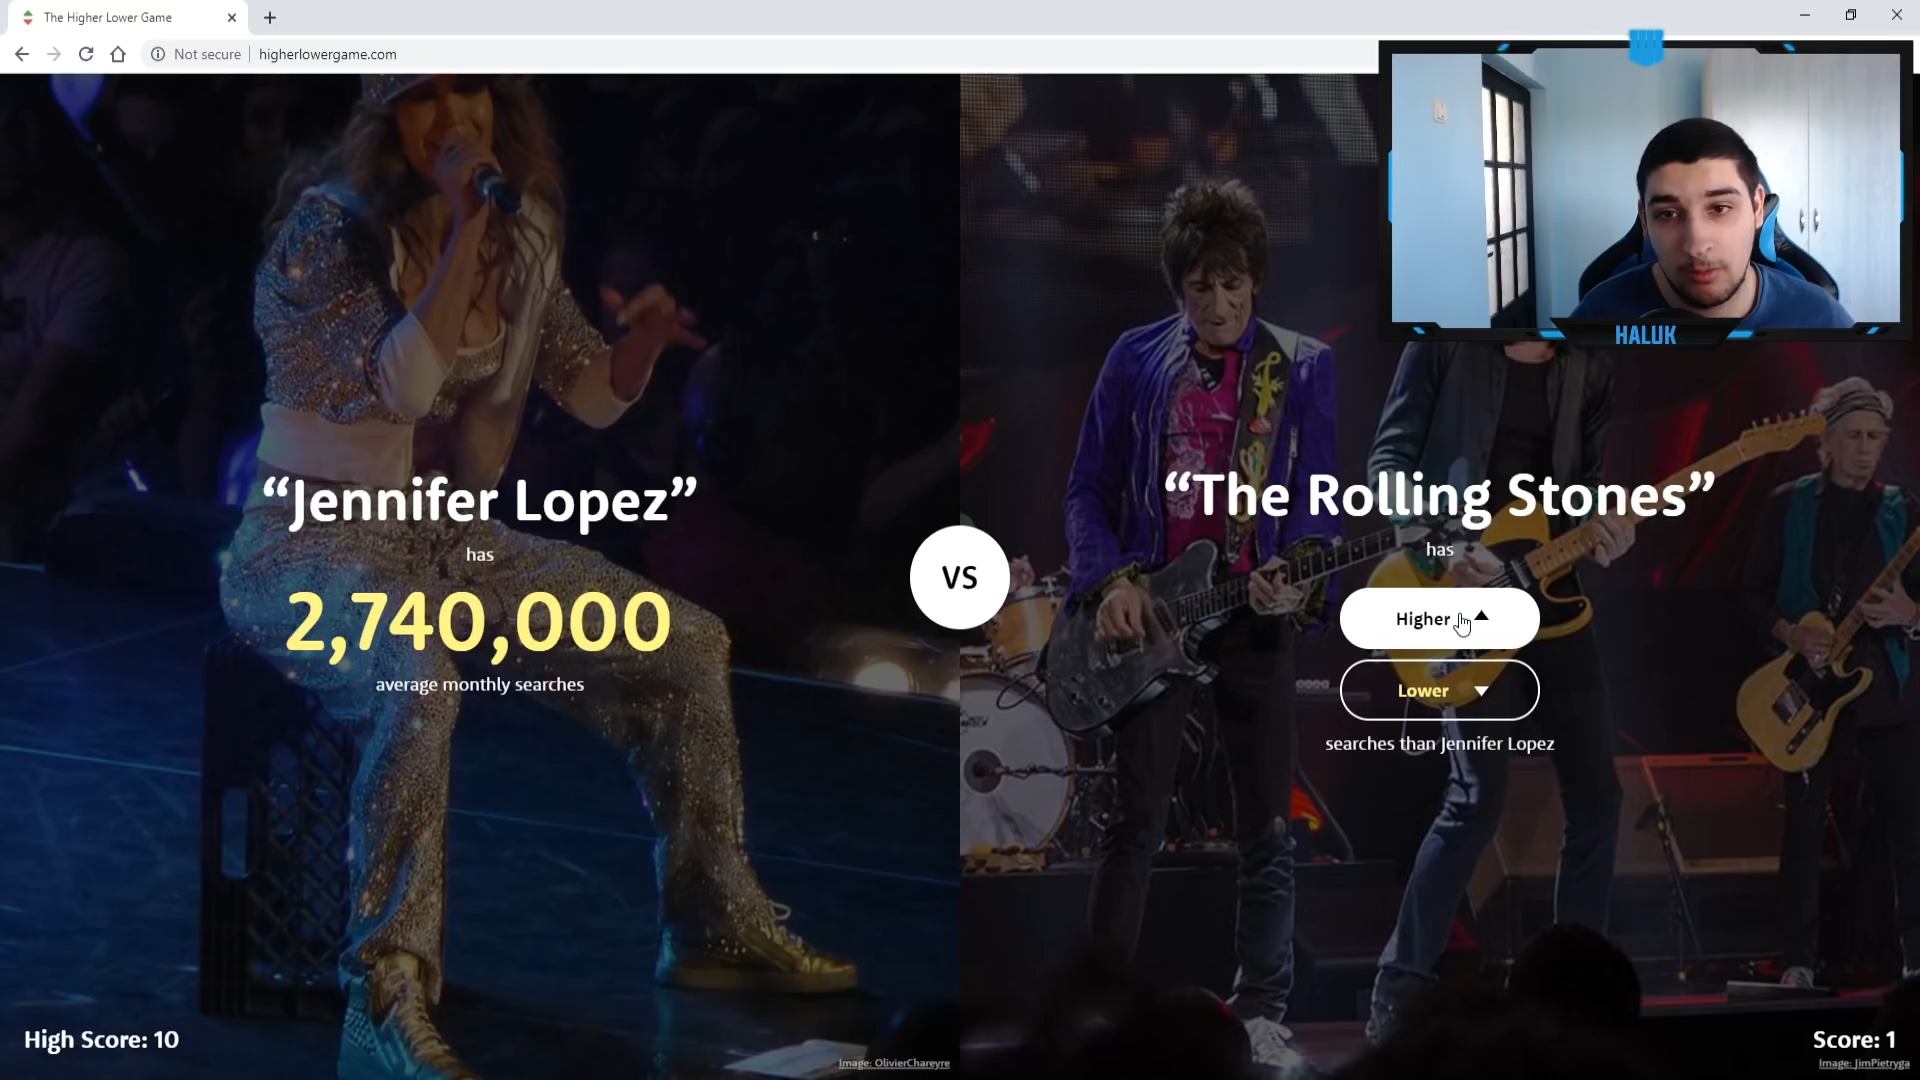 The Higher Lower Game
Not secure
higherlowergame.com
HALUK
“Jennifer Lopez”
has
2,740,000
average monthly searches
VS
“The Rolling Stones”
has
Higher
Lower
searches than Jennifer Lopez
High Score: 10
Image: OlivierChareyre
Score: 1
Image: JimPietryga